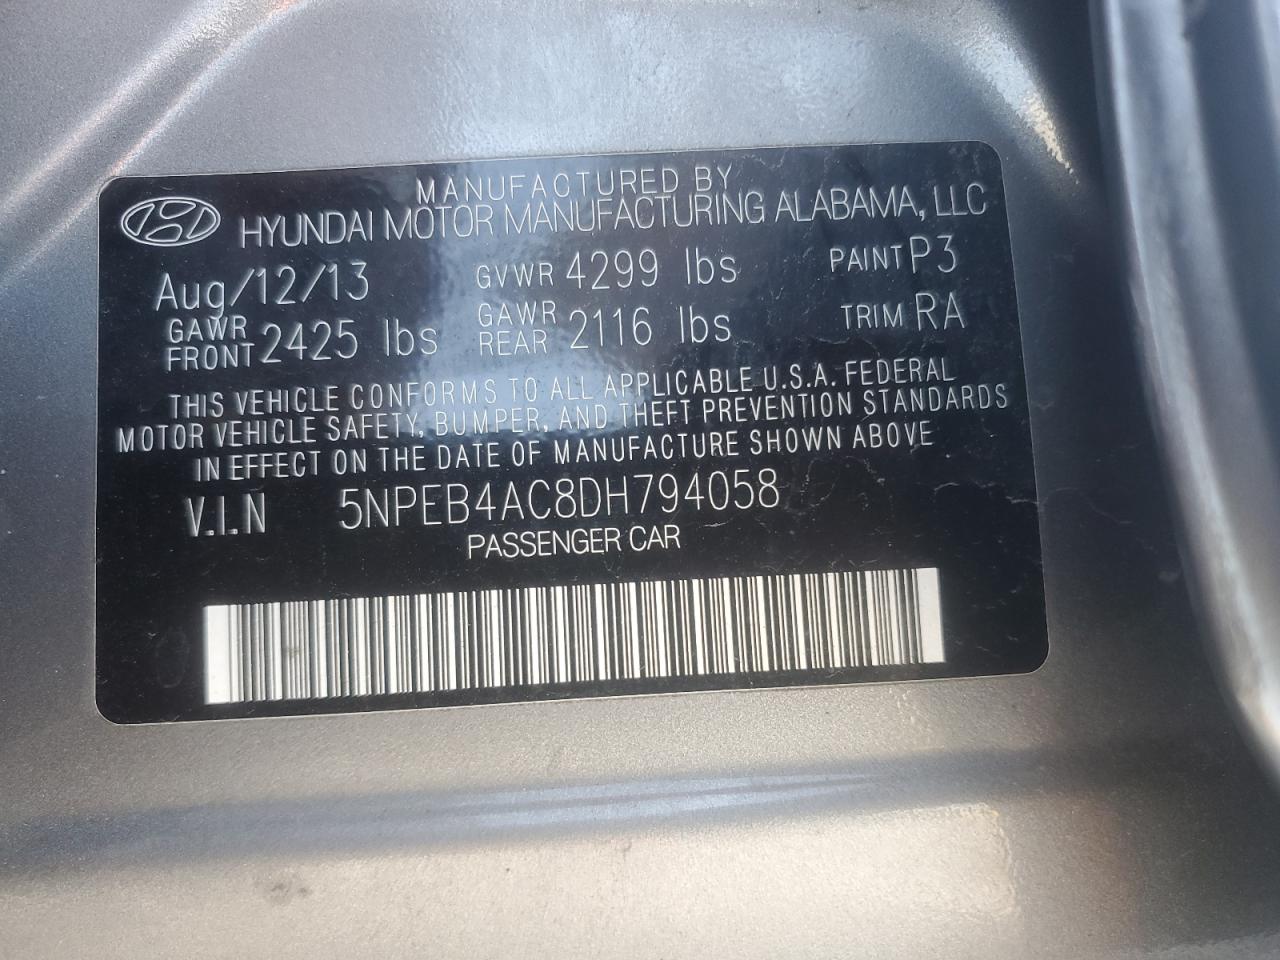 MANUFACTURED BY
HYUNDAI MOTOR MANUFACTURING ALABAMA, LLC
Aug/12/13 GVWR 4299 lbs PAINT P3
GAWR FRONT 2425 lbs GAWR REAR 2116 lbs TRIM RA
THIS VEHICLE CONFORMS TO ALL APPLICABLE U.S.A. FEDERAL
MOTOR VEHICLE SAFETY, BUMPER, AND THEFT PREVENTION STANDARDS
IN EFFECT ON THE DATE OF MANUFACTURE SHOWN ABOVE
V.I.N 5NPEB4AC8DH794058
PASSENGER CAR